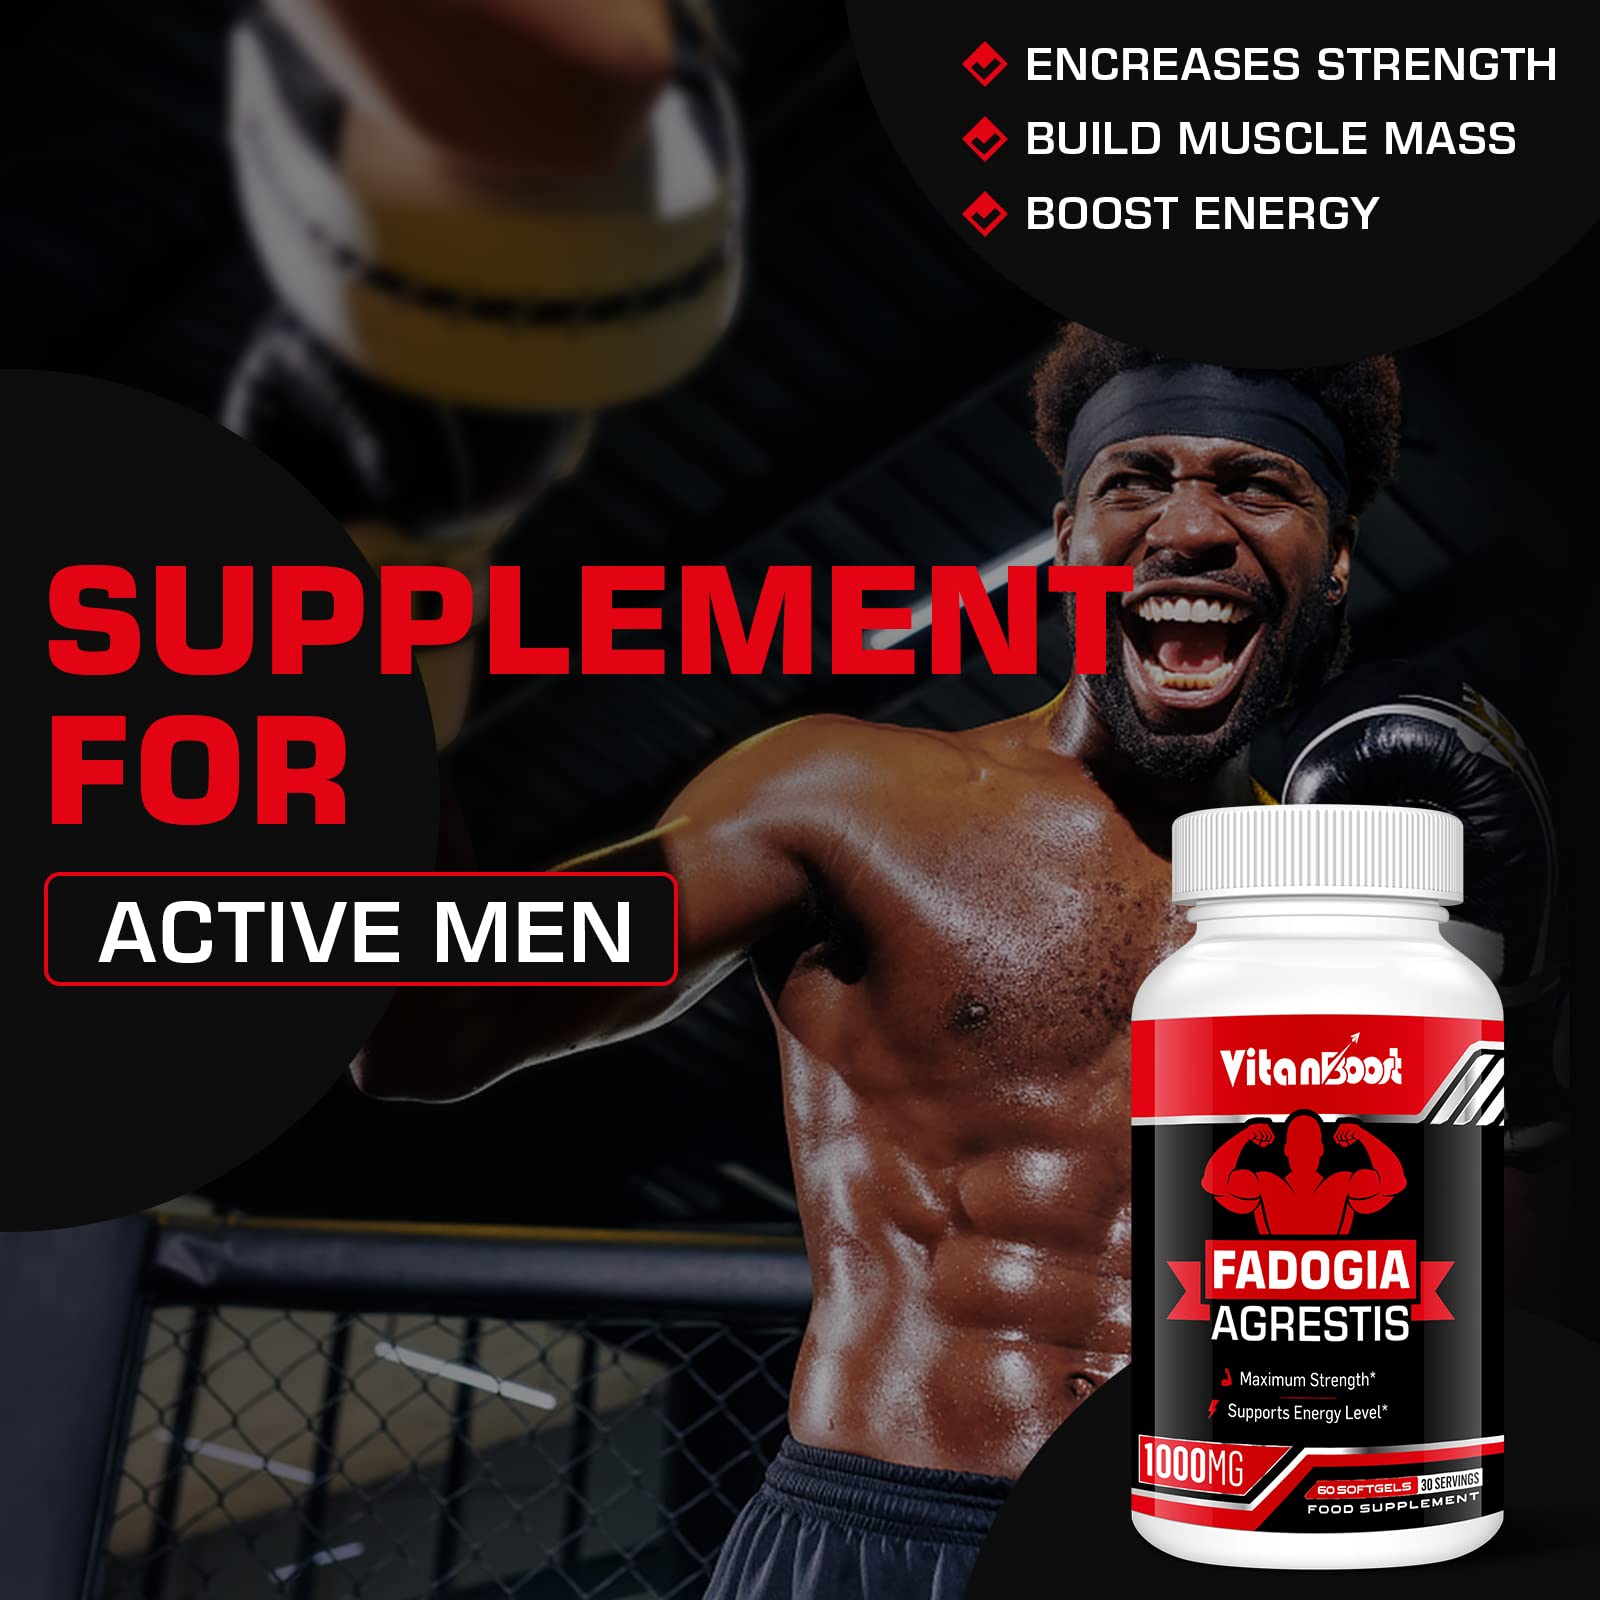 ENCREASES STRENGTH
BUILD MUSCLE MASS
BOOST ENERGY
SUPPLEMENT
FOR
ACTIVE MEN
VitanBoost
FADOGIA
AGRESTIS
Maximum Strength*
Supports Energy Level*
1000MG
60 SOFTGELS 30 SERVINGS
FOOD SUPPLEMENT